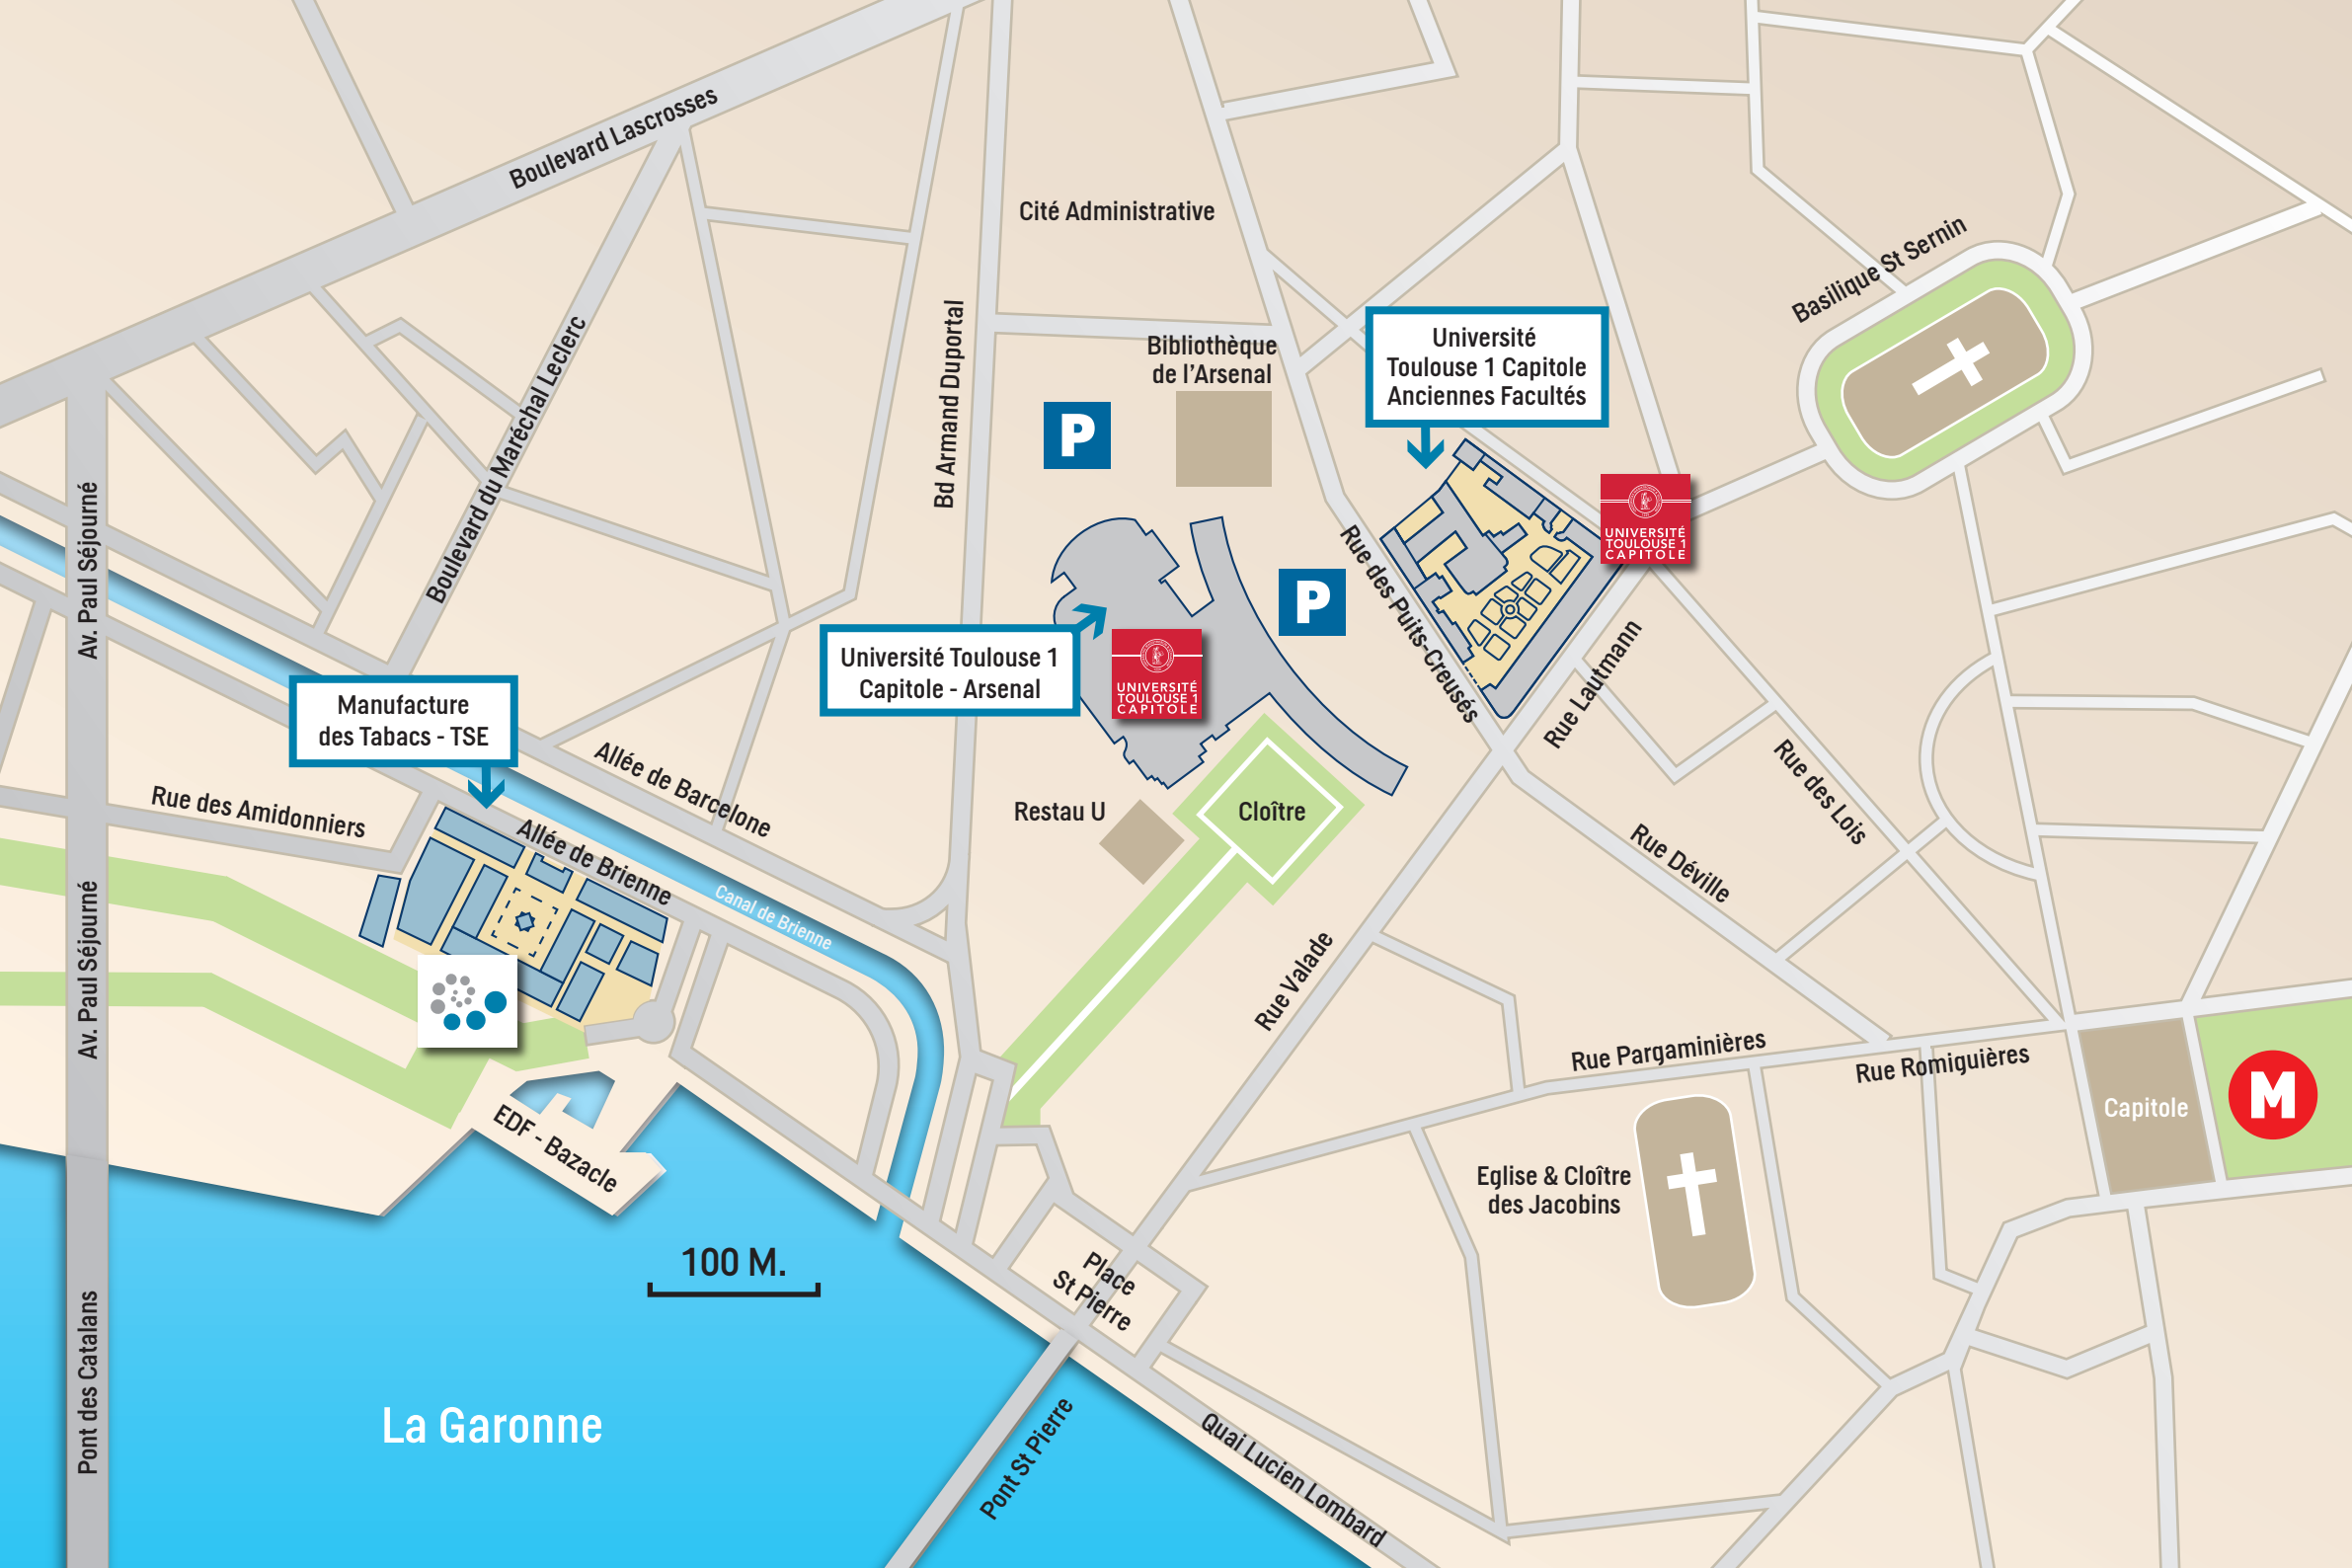 Boulevard Lascrosses
Cité Administrative
Basilique St Sernin
Boulevard du Maréchal Leclerc
Bd Armand Duportal
Bibliothèque
de l'Arsenal
Université
Toulouse 1 Capitole
Anciennes Facultés
P
P
UNIVERSITÉ
TOULOUSE 1
CAPITOLE
Av. Paul Séjourné
Rue des Puits-Creusés
Rue Lautmann
Université Toulouse 1
Capitole - Arsenal
UNIVERSITÉ
TOULOUSE 1
CAPITOLE
Manufacture
des Tabacs - TSE
Allée de Barcelone
Rue des Amidonniers
Allée de Brienne
Canal de Brienne
Restau U
Cloître
Rue des Lois
Rue Déville
Av. Paul Séjourné
Rue Valade
Rue Pargaminières
Rue Romiguières
Capitole
M
EDF - Bazacle
Eglise & Cloître
des Jacobins
100 M.
Place
St Pierre
Pont des Catalans
La Garonne
Pont St Pierre
Quai Lucien Lombard